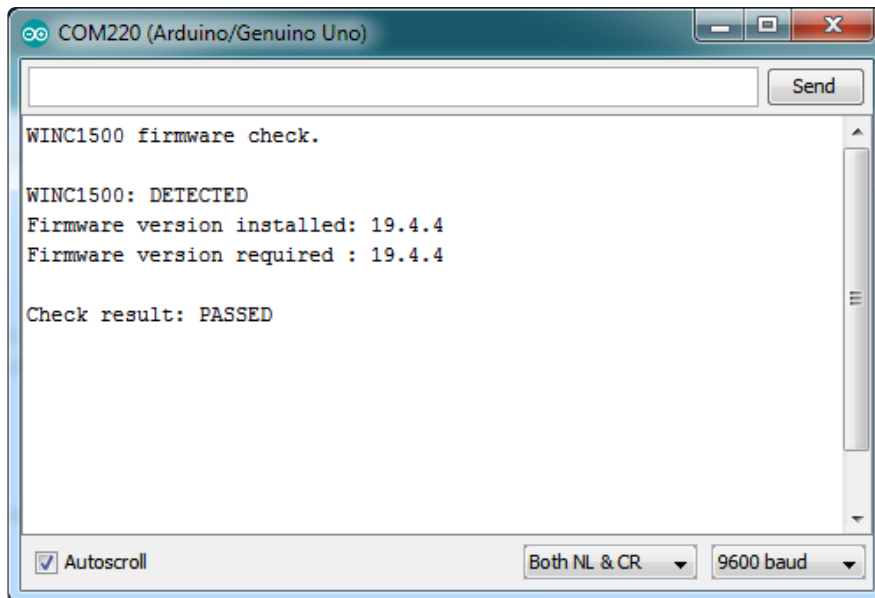 COM220 (Arduino/Genuino Uno)
Send
WINC1500 firmware check.
WINC1500: DETECTED
Firmware version installed: 19.4.4
Firmware version required : 19.4.4
Check result: PASSED
Autoscroll
Both NL & CR
9600 baud